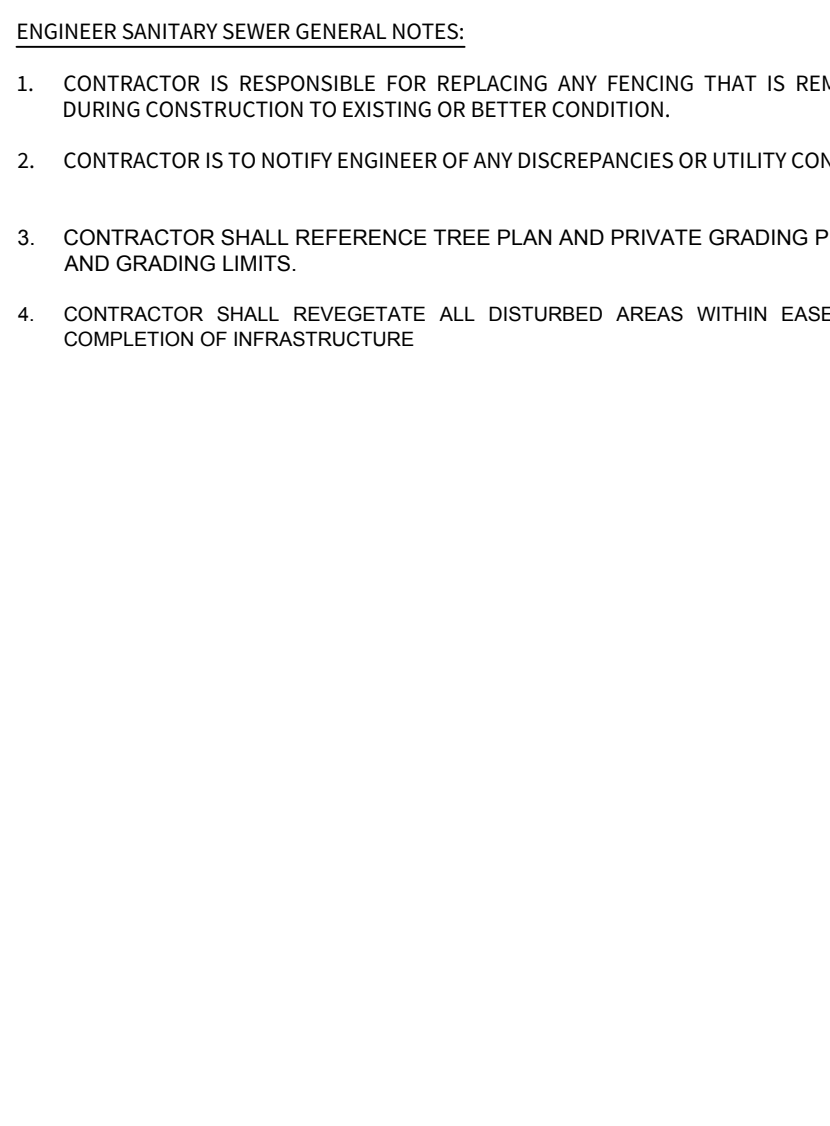 ENGINEER SANITARY SEWER GENERAL NOTES:
1. CONTRACTOR IS RESPONSIBLE FOR REPLACING ANY FENCING THAT IS
DURING CONSTRUCTION TO EXISTING OR BETTER CONDITION.
2. CONTRACTOR IS TO NOTIFY ENGINEER OF ANY DISCREPANCIES OR UTILITY
3. CONTRACTOR SHALL REFERENCE TREE PLAN AND PRIVATE GRADING
AND GRADING LIMITS.
4. CONTRACTOR SHALL REVEGETATE ALL DISTURBED AREAS WITHIN
COMPLETION OF INFRASTRUCTURE